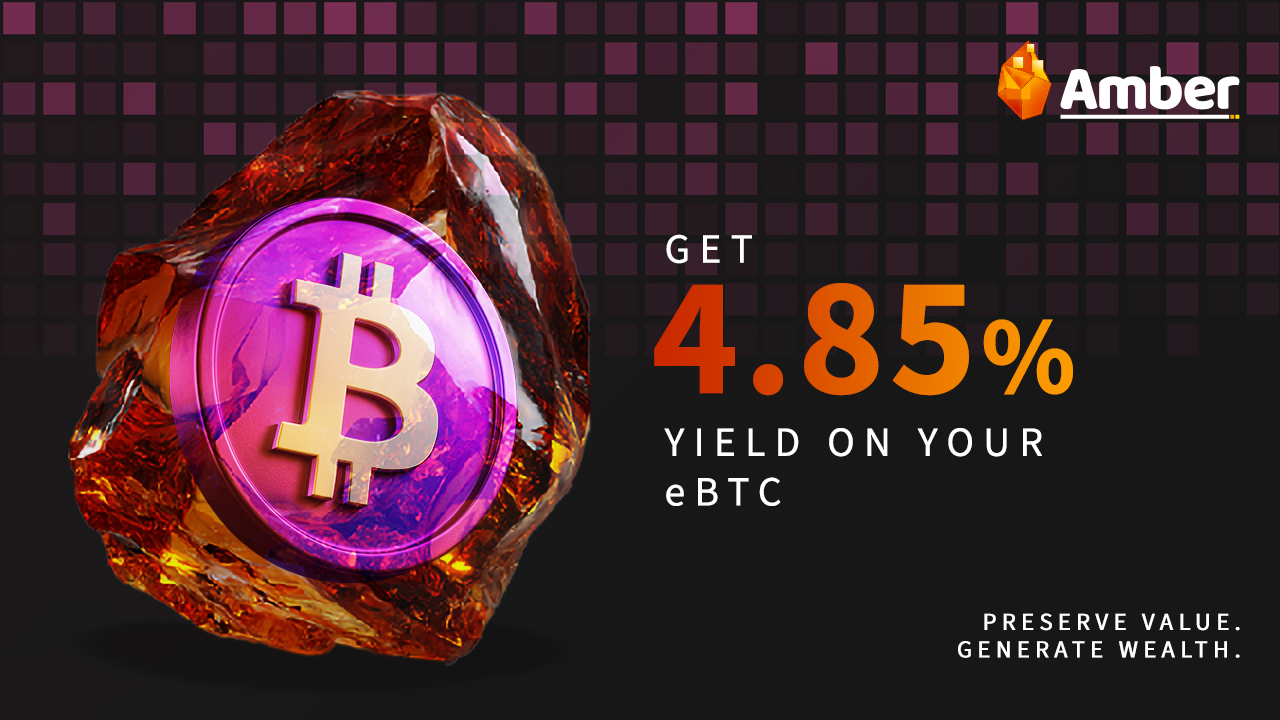 Amber
GET
4.85%
YIELD ON YOUR
eBTC
PRESERVE VALUE.
GENERATE WEALTH.